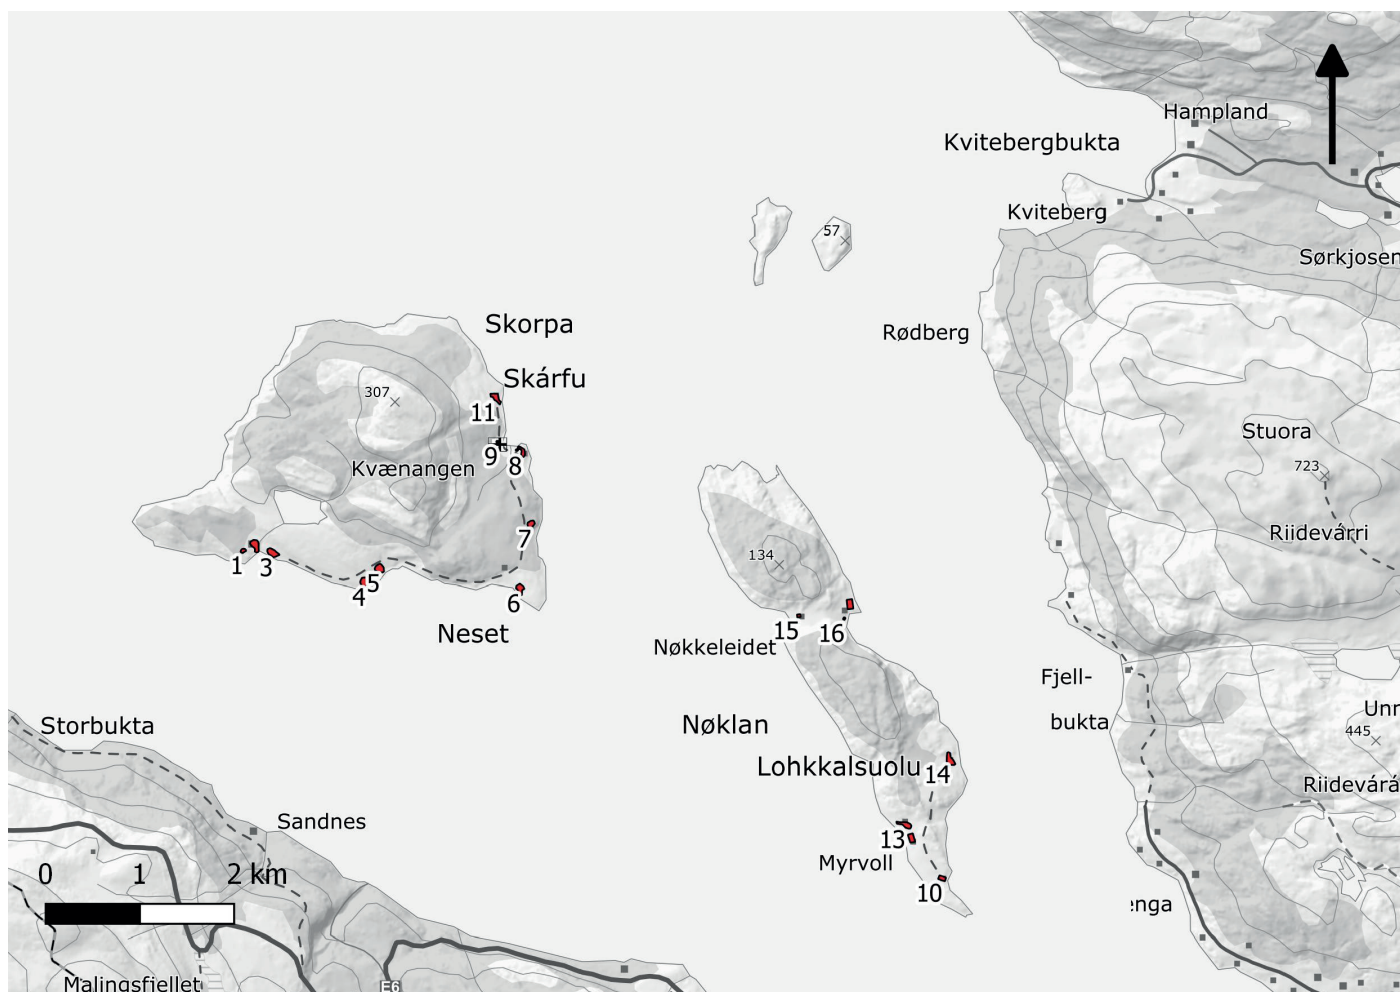 Hampland
Kvitebergbukta
Kviteberg
57
Sørkjosen
Skorpa
Rødberg
Skárfu
307
11
Stuora
9
8
Kvænangen
723
7
Riidevárri
134
1
3
5
4
6
15
16
Neset
Nøkkeleidet
Fjell-
bukta
Unr
Nøklan
Storbukta
445
Lohkkalsuolu
14
Riidevárá
Sandnes
13
0 1 2 km
Myrvoll
10
enga
Malingsfjellet
E6